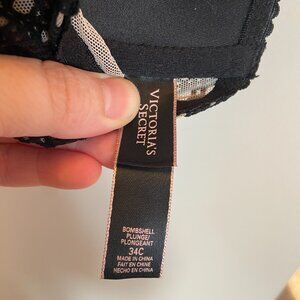 VICTORIA'S
SECRET
BOMBSHELL
PLUNGE/
PLONGEANT
34C
MADE IN CHINA
FAIT EN CHINE
HECHO EN CHINA